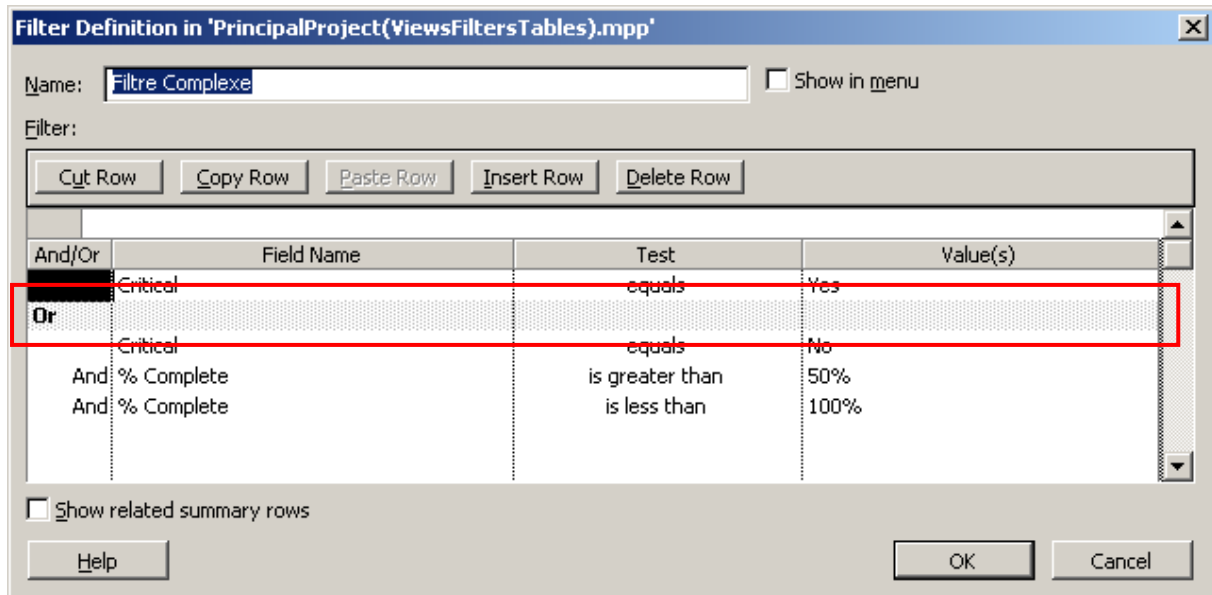 Filter Definition in 'PrincipalProject(ViewsFiltersTables).mpp'
Name: Filtre Complexe Show in menu
Filter:
Cut Row Copy Row Paste Row Insert Row Delete Row
And/Or Field Name Test Value(s)
Critical equals Yes
Or
Critical equals No
And % Complete is greater than 50%
And % Complete is less than 100%
Show related summary rows
Help OK Cancel